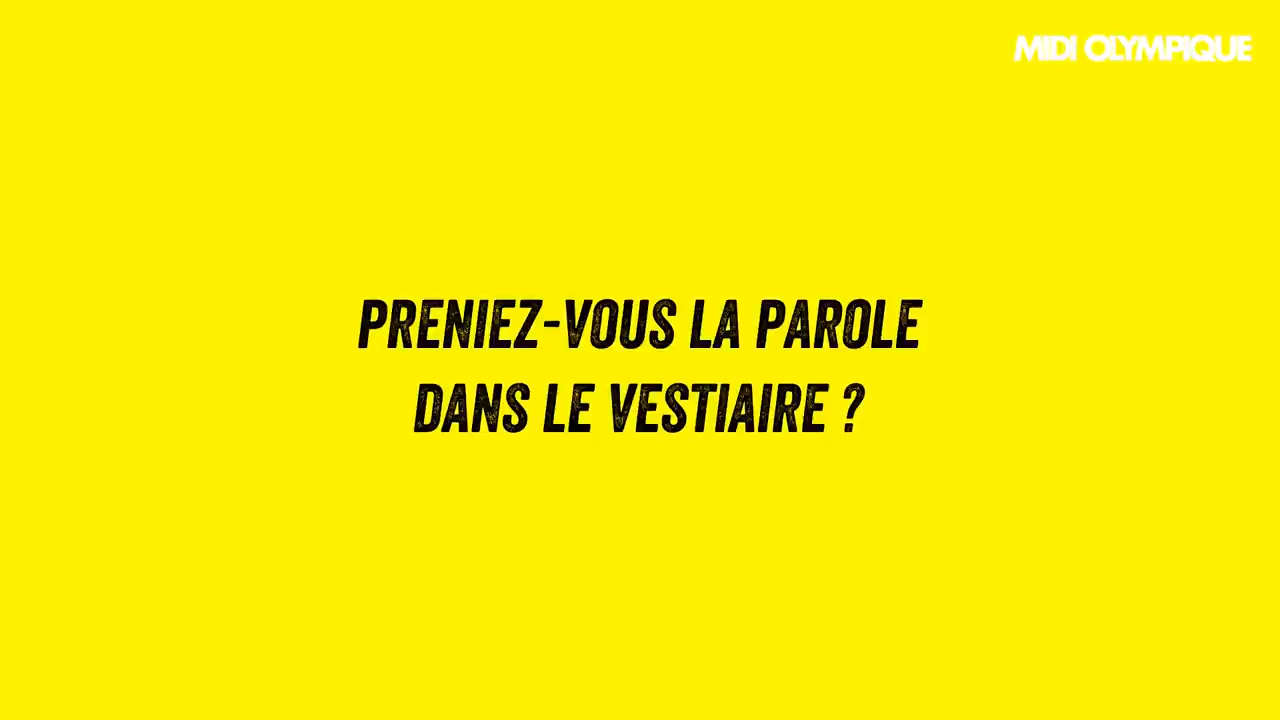 MIDI OLYMPIQUE
PRENIEZ-VOUS LA PAROLE
DANS LE VESTIAIRE ?